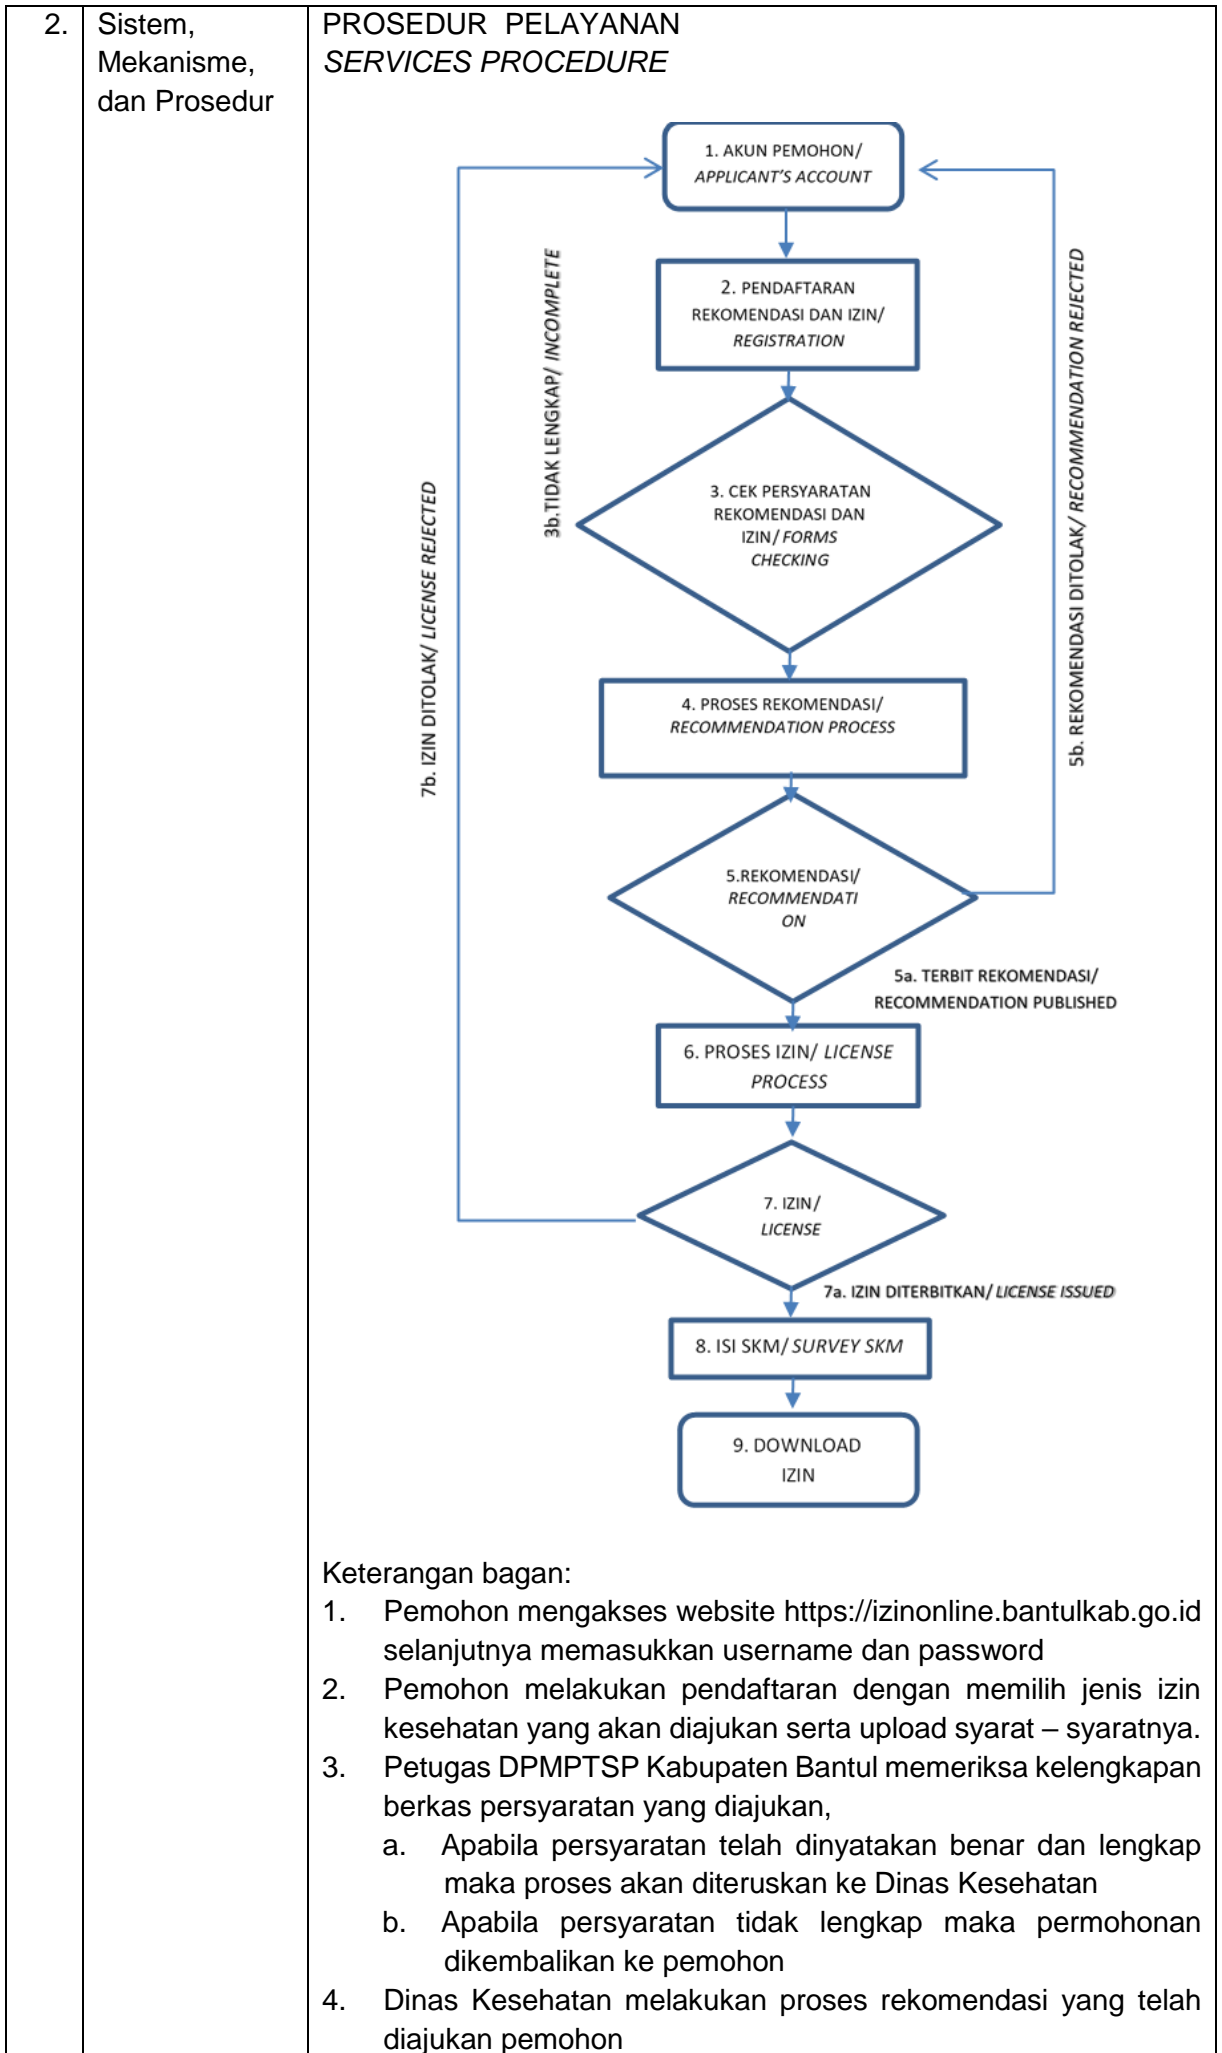 2.
Sistem,
Mekanisme,
dan Prosedur
PROSEDUR PELAYANAN
SERVICES PROCEDURE
1. AKUN PEMOHON/
APPLICANT'S ACCOUNT
2. PENDAFTARAN
REKOMENDASI DAN IZIN/
REGISTRATION
3b.TIDAK LENGKAP/ INCOMPLETE
5b. REKOMENDASI DITOLAK/ RECOMMENDATION REJECTED
7b. IZIN DITOLAK/ LICENSE REJECTED
3. CEK PERSYARATAN
REKOMENDASI DAN
IZIN/ FORMS
CHECKING
4. PROSES REKOMENDASI/
RECOMMENDATION PROCESS
5.REKOMENDASI/
RECOMMENDATI
ON
5a. TERBIT REKOMENDASI/
RECOMMENDATION PUBLISHED
6. PROSES IZIN/ LICENSE
PROCESS
7. IZIN/
LICENSE
7a. IZIN DITERBITKAN/ LICENSE ISSUED
8. ISI SKM/ SURVEY SKM
9. DOWNLOAD
IZIN
Keterangan bagan:
1. Pemohon mengakses website https://izinonline.bantulkab.go.id
selanjutnya memasukkan username dan password
2. Pemohon melakukan pendaftaran dengan memilih jenis izin
kesehatan yang akan diajukan serta upload syarat – syaratnya.
3. Petugas DPMPTSP Kabupaten Bantul memeriksa kelengkapan
berkas persyaratan yang diajukan,
a. Apabila persyaratan telah dinyatakan benar dan lengkap
maka proses akan diteruskan ke Dinas Kesehatan
b. Apabila persyaratan tidak lengkap maka permohonan
dikembalikan ke pemohon
4. Dinas Kesehatan melakukan proses rekomendasi yang telah
diajukan pemohon